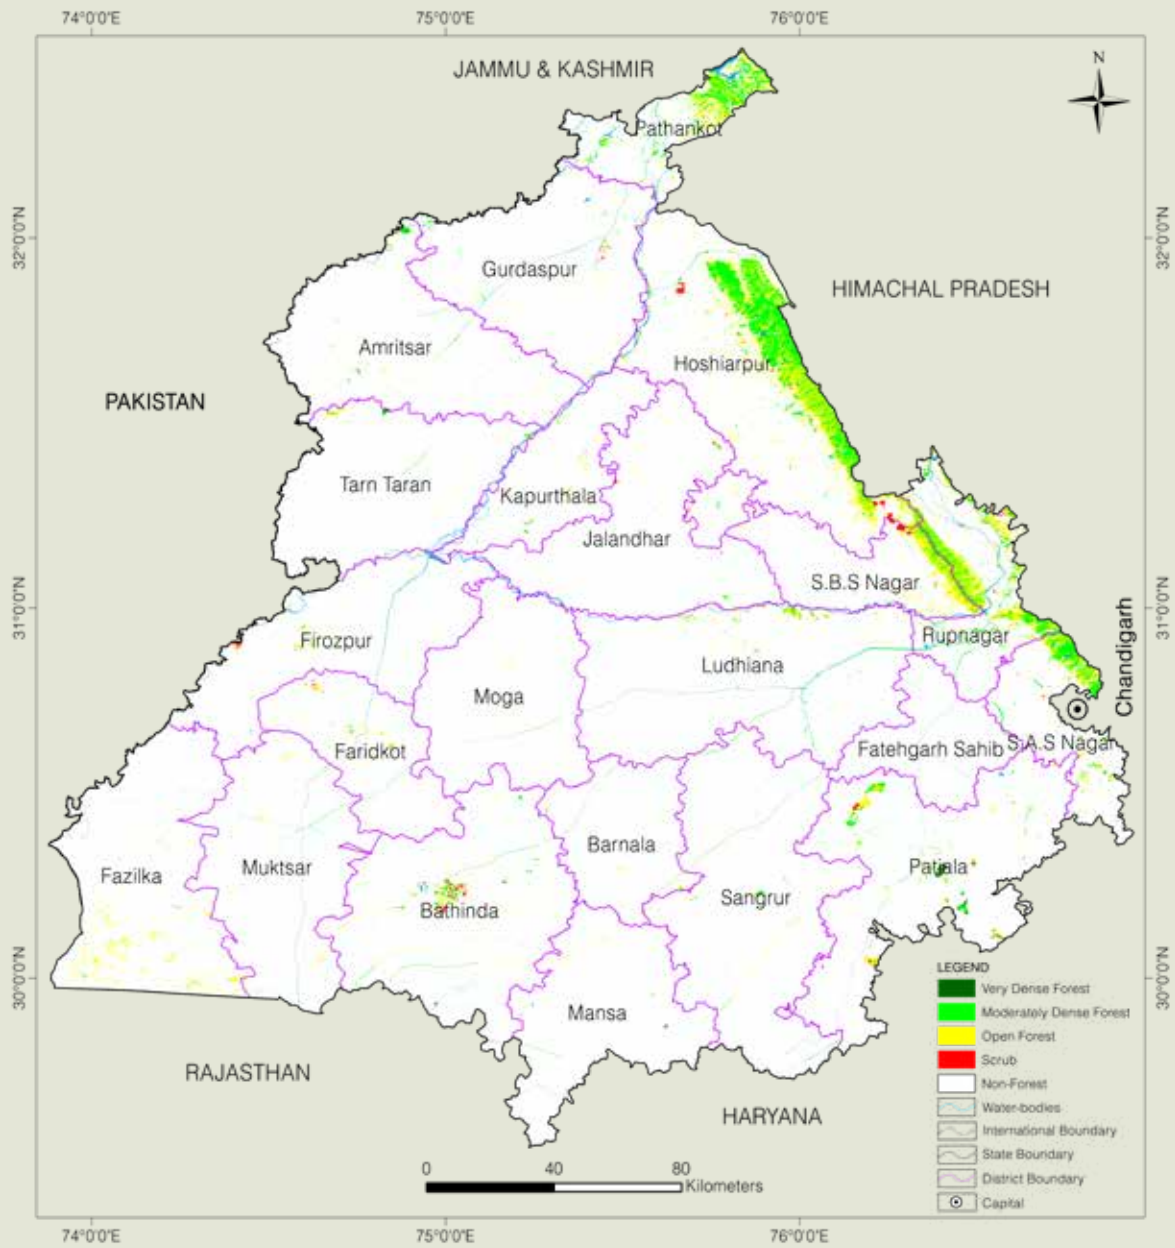 74°0'0"E 75°0'0"E 76°0'0"E
N
JAMMU & KASHMIR
Pathankot
32°0'0"N 32°0'0"N
Gurdaspur
HIMACHAL PRADESH
Amritsar
Hoshiarpur
PAKISTAN
Tarn Taran
Kapurthala
Jalandhar
S.B.S Nagar
31°0'0"N 31°0'0"N
Firozpur
Rupnagar
Chandigarh
Ludhiana
Moga
Faridkot
Fatehgarh Sahib
S.A.S Nagar
Barnala
Fazilka
Muktsar
Patiala
Sangrur
Bathinda
30°0'0"N 30°0'0"N
Mansa
RAJASTHAN
HARYANA
LEGEND
Very Dense Forest
Moderately Dense Forest
Open Forest
Scrub
Non-Forest
Water-bodies
International Boundary
State Boundary
District Boundary
Capital
0 40 80
Kilometers
74°0'0"E 75°0'0"E 76°0'0"E